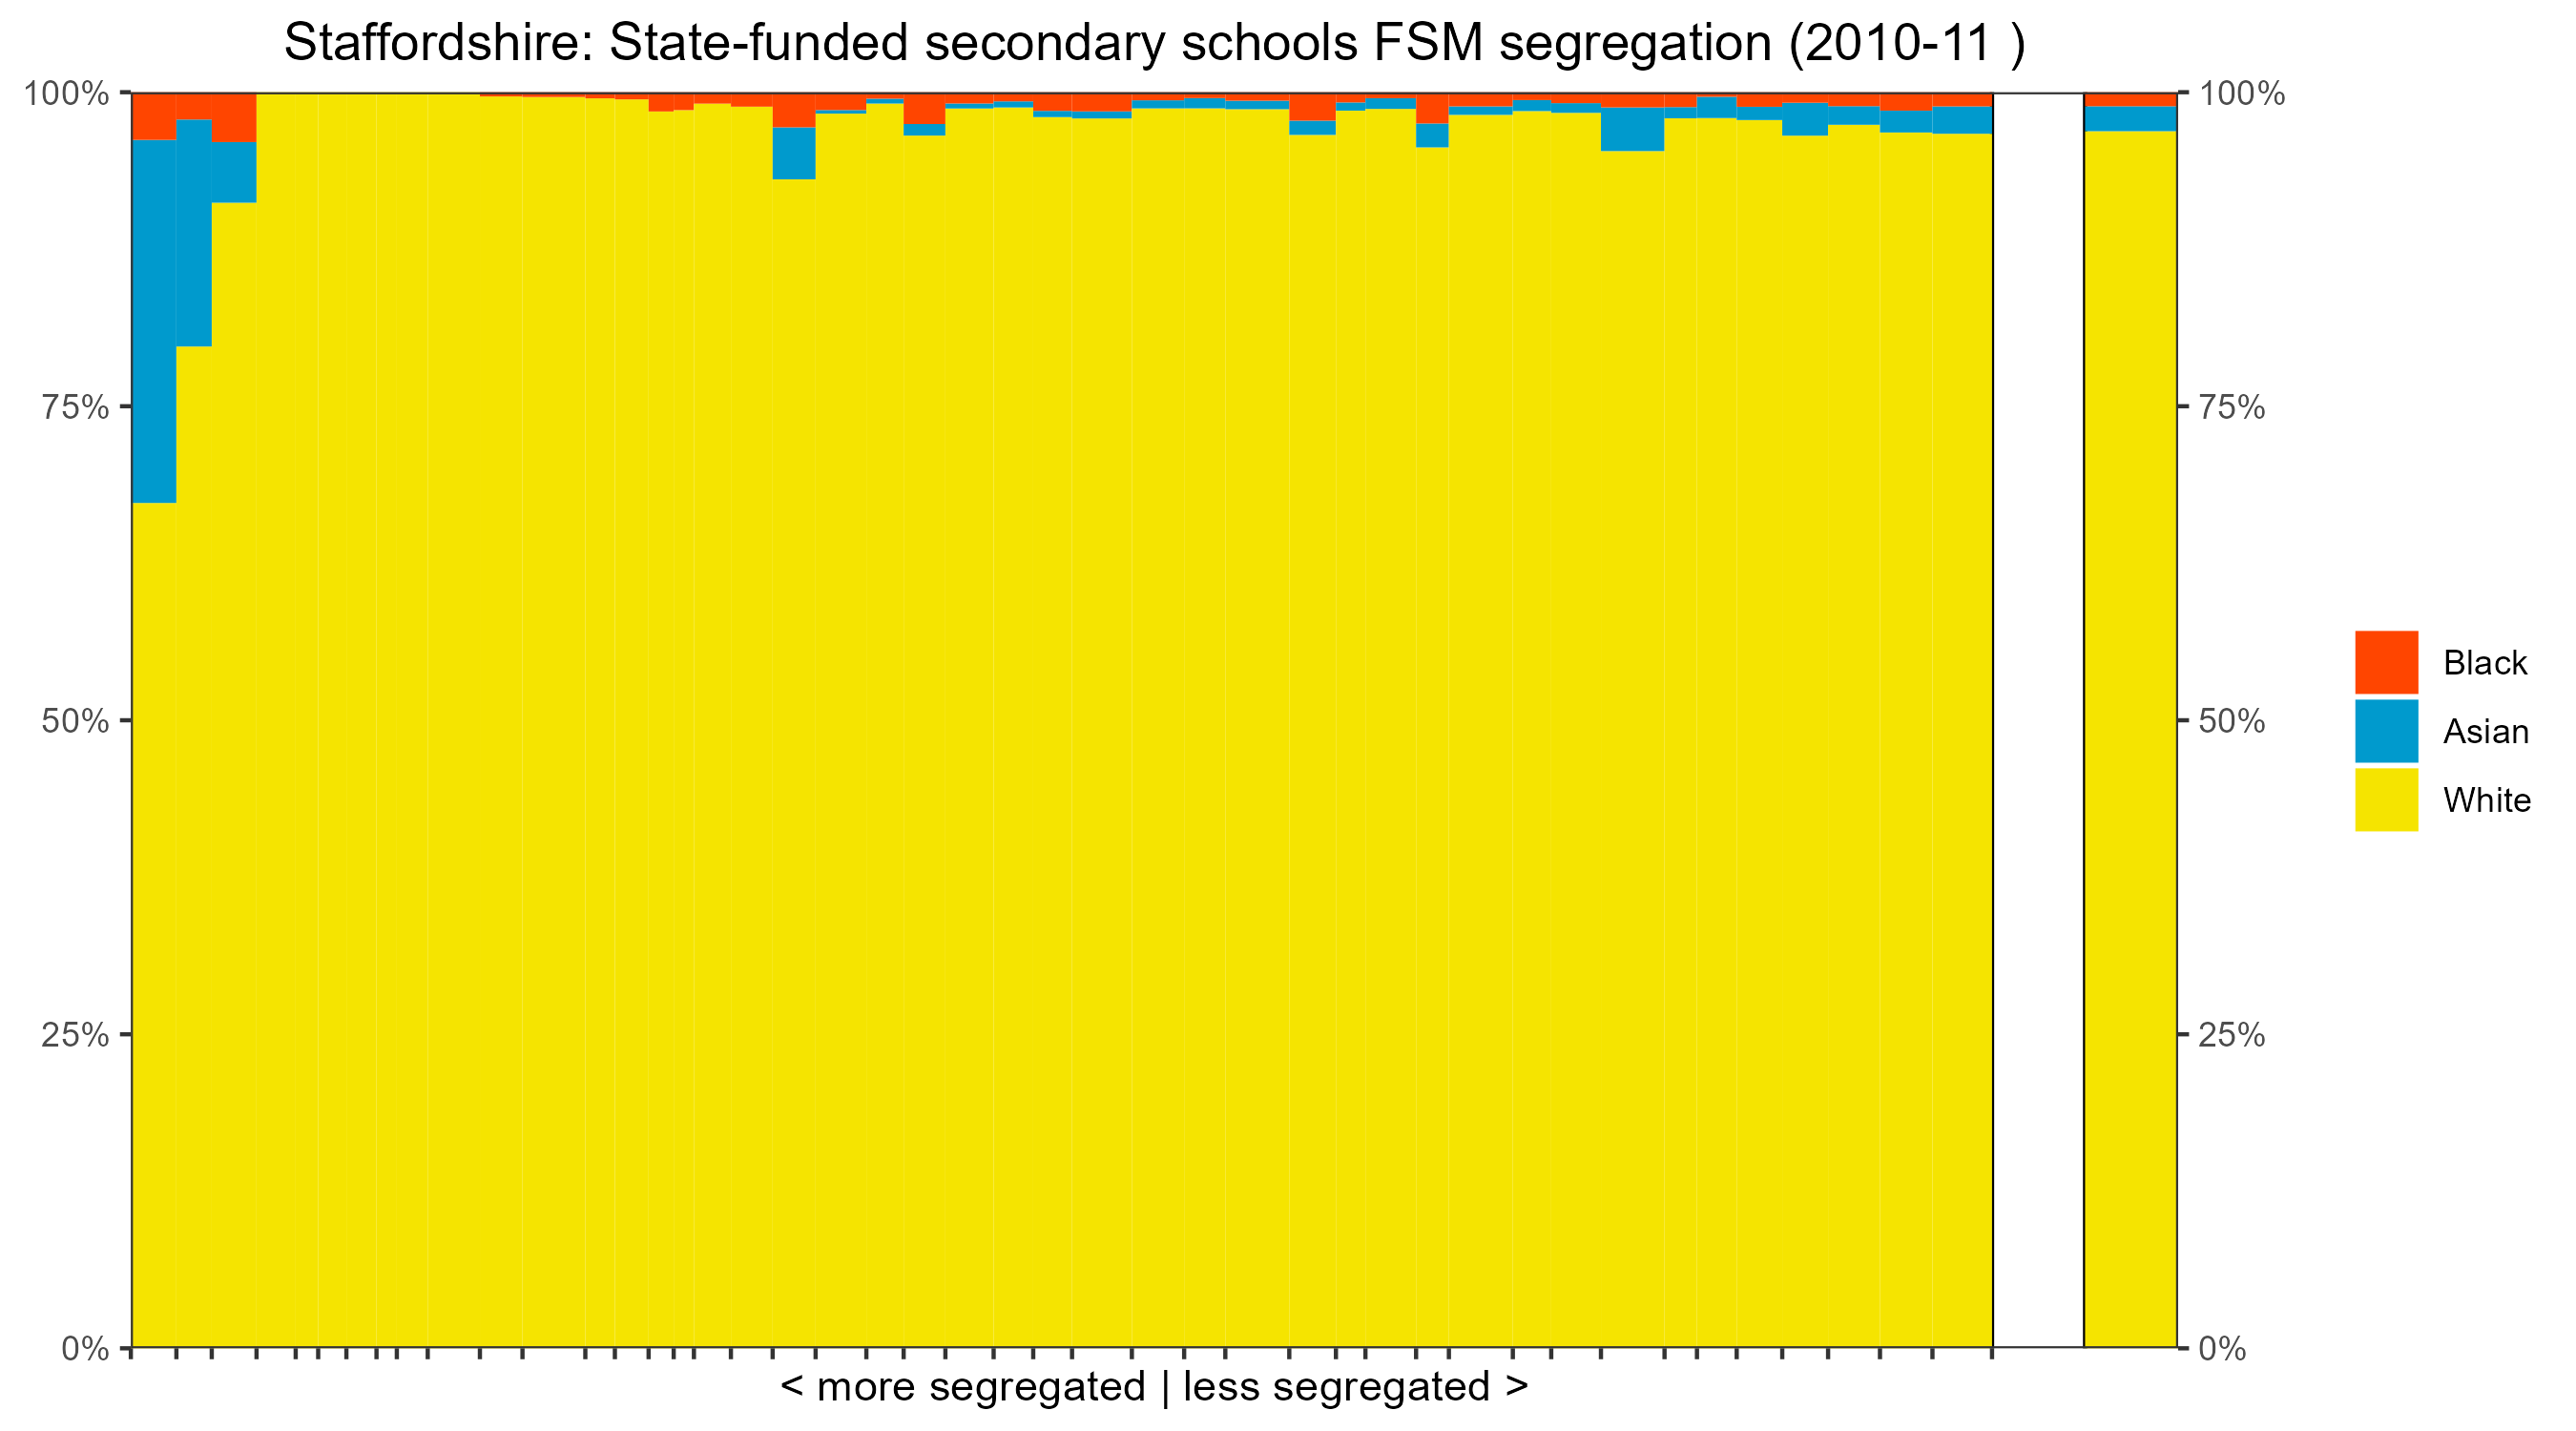 Staffordshire: State-funded secondary schools FSM segregation (2010-11 )
100%
75%
50%
25%
0%
100%
75%
50%
25%
0%
Black
Asian
White
< more segregated | less segregated >